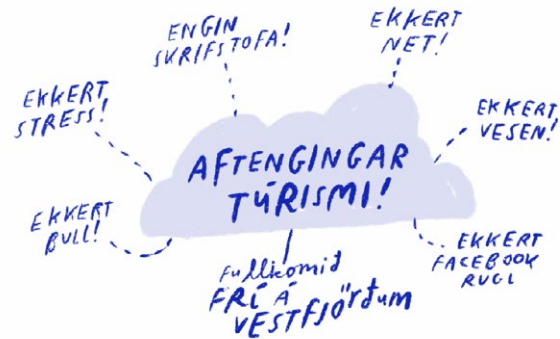 ENGIN
SKRIFSTOFA!
EKKERT
NET!
EKKERT
STRESS!
EKKERT
VESEN!
AFTENGINGAR
TÚRISMI!
EKKERT
BULL!
EKKERT
FACEBOOK
RUGL
Fullkomið
FRÍ Á
VESTFJÖRÐUM